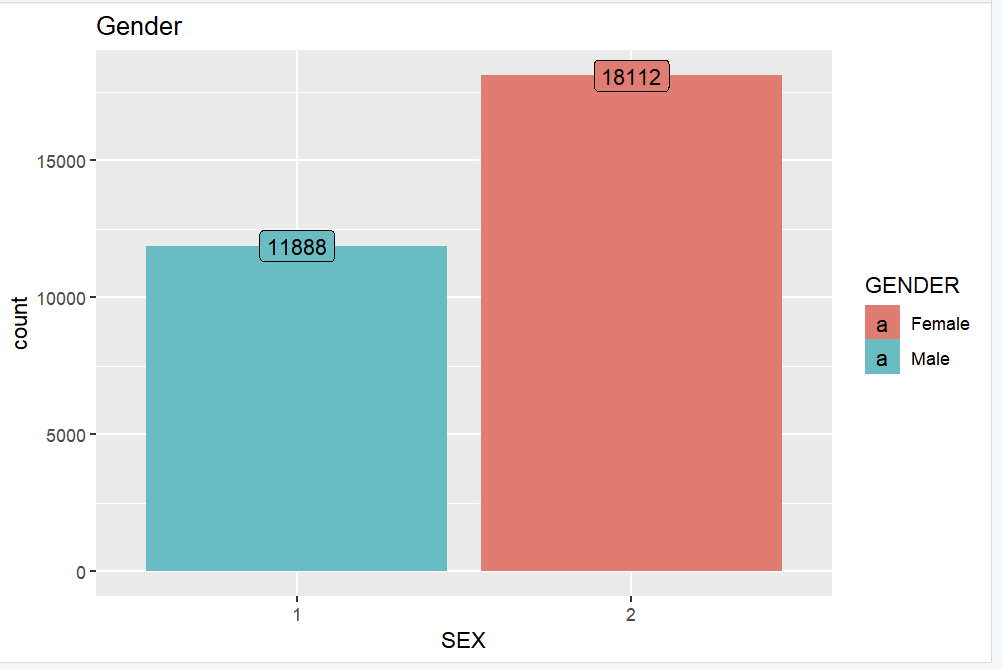 Gender
18112
15000
11888
10000
5000
0
count
1
2
SEX
GENDER
a Female
a Male